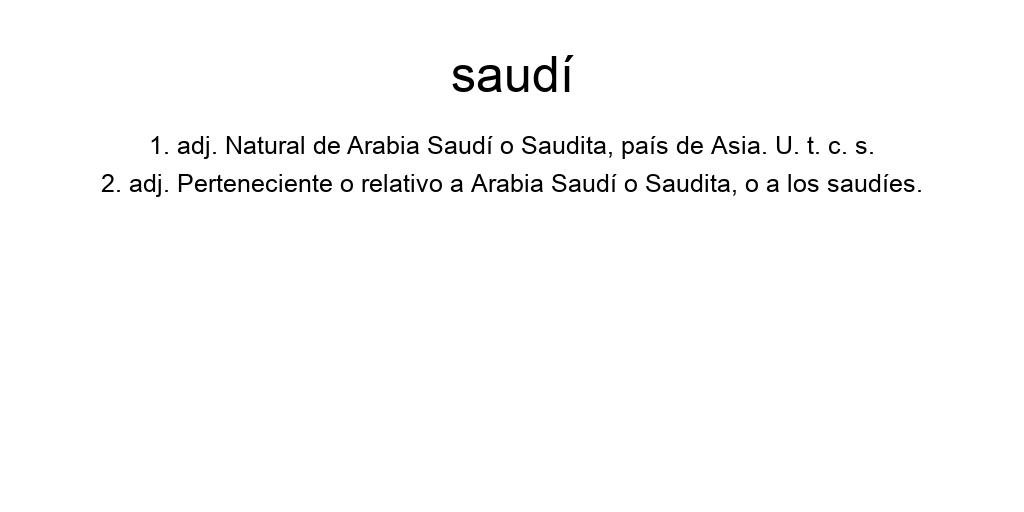 saudí
1. adj. Natural de Arabia Saudí o Saudita, país de Asia. U. t. c. s.
2. adj. Perteneciente o relativo a Arabia Saudí o Saudita, o a los saudíes.